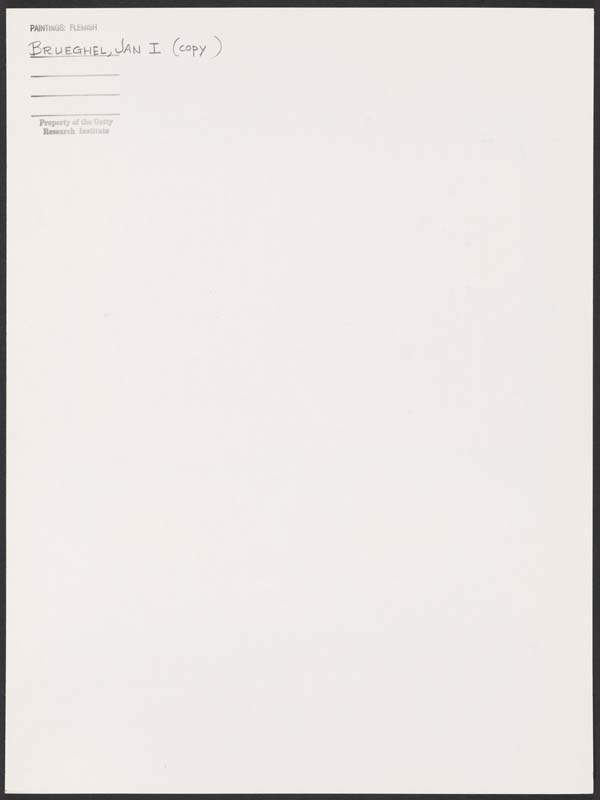 PAINTINGS: FLEMISH
BRUEGHEL, JAN I (copy)
Property of the Getty
Research Institute